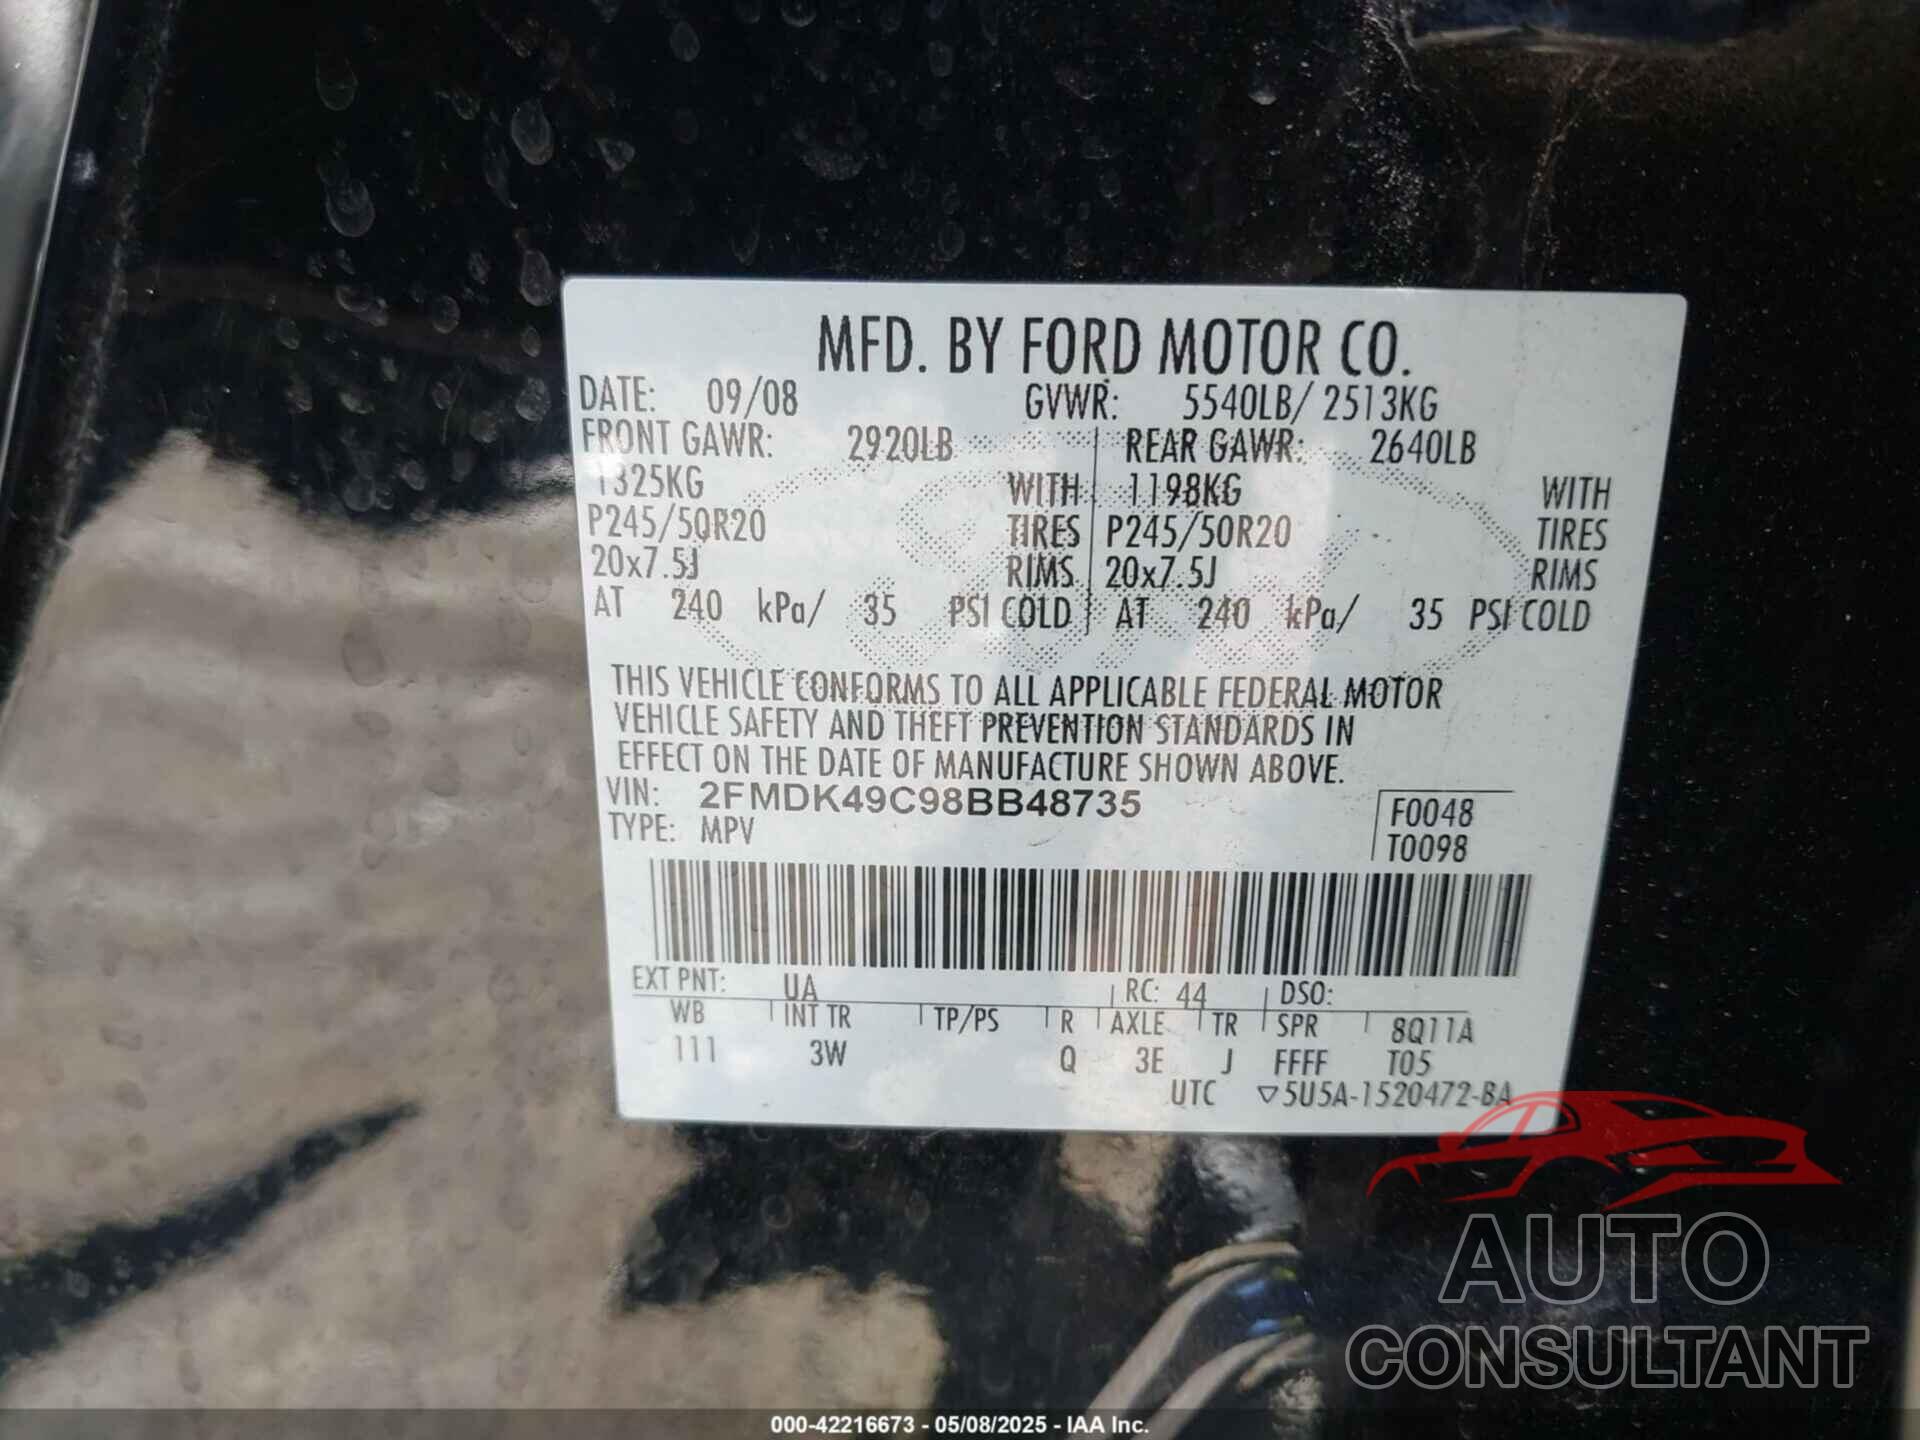 MFD. BY FORD MOTOR CO.
DATE: 09/08 GVWR: 5540LB/ 2513KG
FRONT GAWR: 2920LB REAR GAWR: 2640LB
1325KG WITH 1198KG WITH
P245/50R20 TIRES P245/50R20 TIRES
20x7.5J RIMS 20x7.5J RIMS
AT 240 kPa/ 35 PSI COLD AT 240 kPa/ 35 PSI COLD
THIS VEHICLE CONFORMS TO ALL APPLICABLE FEDERAL MOTOR
VEHICLE SAFETY AND THEFT PREVENTION STANDARDS IN
EFFECT ON THE DATE OF MANUFACTURE SHOWN ABOVE.
VIN: 2FMDK49C98BB48735 F0048
TYPE: MPV T0098
EXT PNT: UA RC: 44 DSO:
WB INT TR TP/PS R AXLE TR SPR 8Q11A
111 3W Q 3E J FFFF T05
UTC ▽5U5A-1520472-BA
AUTO
CONSULTANT
000-42216673 - 05/08/2025 - IAA Inc.